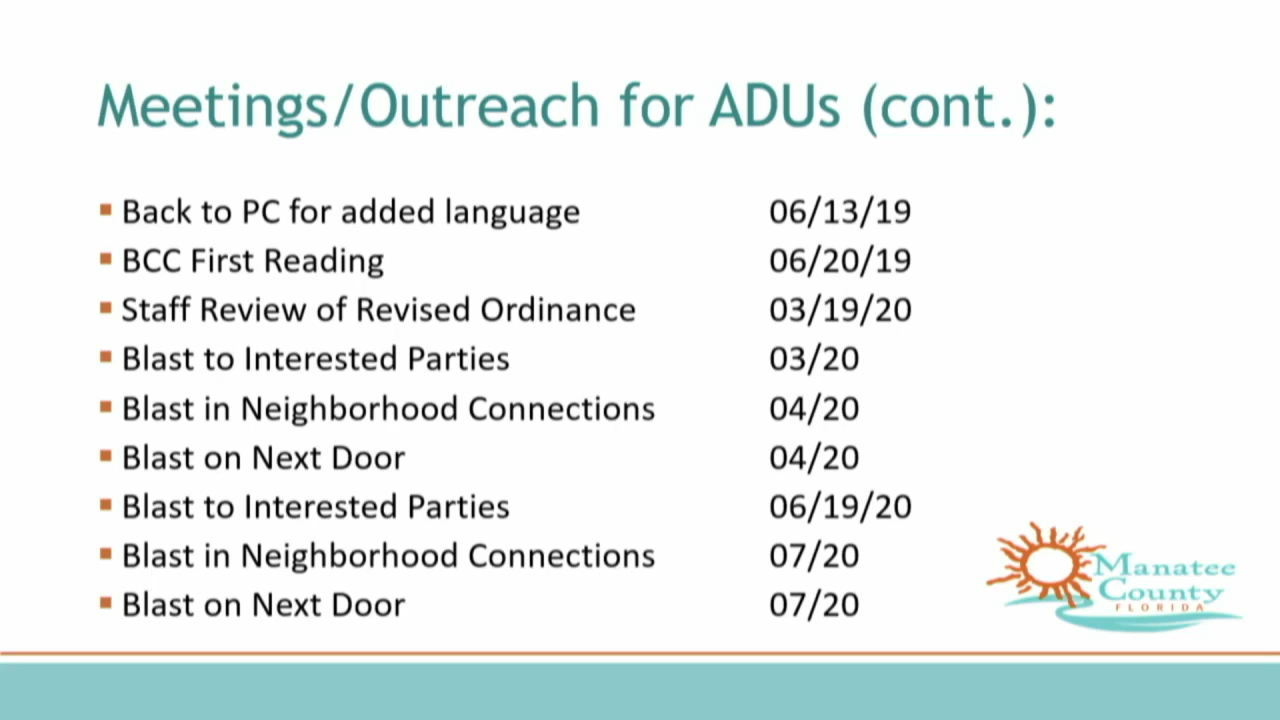 Meetings/Outreach for ADUs (cont.):
Back to PC for added language 06/13/19
BCC First Reading 06/20/19
Staff Review of Revised Ordinance 03/19/20
Blast to Interested Parties 03/20
Blast in Neighborhood Connections 04/20
Blast on Next Door 04/20
Blast to Interested Parties 06/19/20
Blast in Neighborhood Connections 07/20
Blast on Next Door 07/20
Manatee
County
FLORIDA